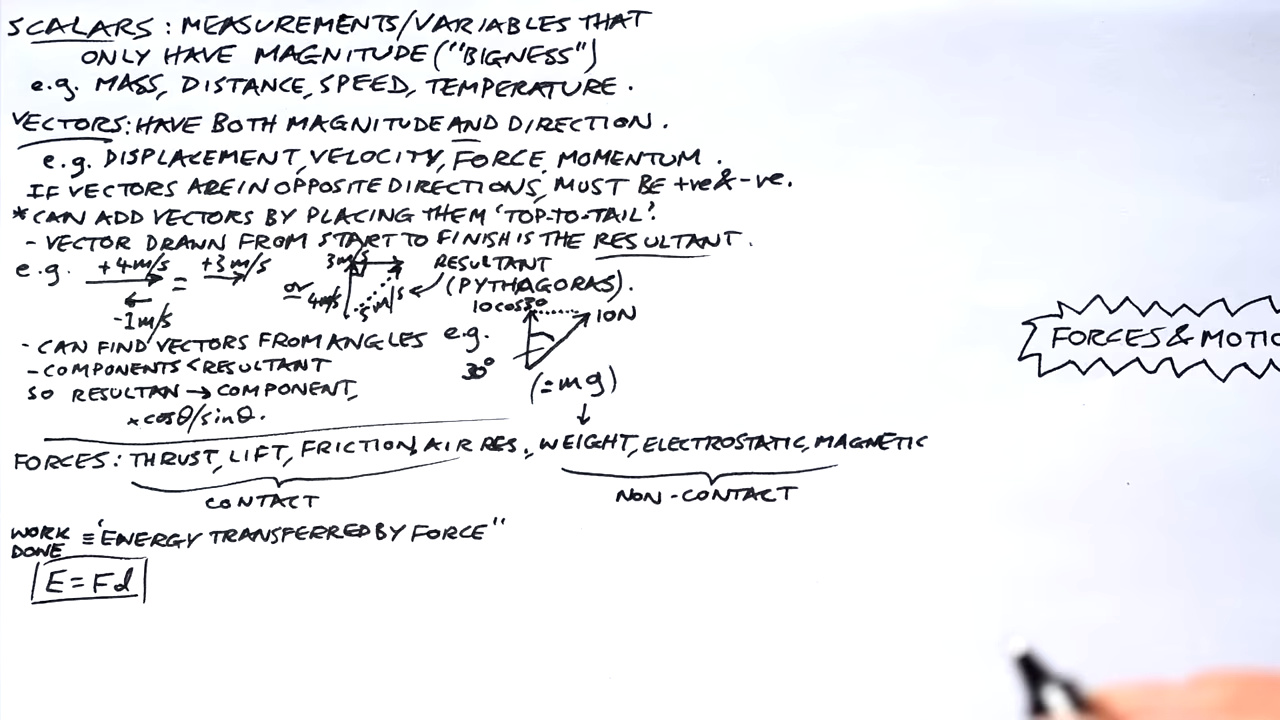 SCALARS : MEASUREMENTS/VARIABLES THAT
ONLY HAVE MAGNITUDE ("BIGNESS")
e.g. MASS, DISTANCE, SPEED, TEMPERATURE.
VECTORS: HAVE BOTH MAGNITUDE AND DIRECTION.
e.g. DISPLACEMENT, VELOCITY, FORCE, MOMENTUM.
IF VECTORS ARE IN OPPOSITE DIRECTIONS, MUST BE +ve & -ve.
*CAN ADD VECTORS BY PLACING THEM 'TOP-TO-TAIL'.
- VECTOR DRAWN FROM START TO FINISH IS THE RESULTANT.
e.g. +4m/s = +3m/s
-1m/s
or 3m/s 4m/s 5m/s
RESULTANT
(PYTHAGORAS).
- CAN FIND VECTORS FROM ANGLES e.g.
10cos30 10N
30°
- COMPONENTS < RESULTANT
SO RESULTAN → COMPONENT,
× cosθ/sinθ.
(=mg)
FORCES: THRUST, LIFT, FRICTION, AIR RES., WEIGHT, ELECTROSTATIC, MAGNETIC
CONTACT NON-CONTACT
WORK DONE ≡ 'ENERGY TRANSFERRED BY FORCE"
E = Fd
FORCES & MOTIO